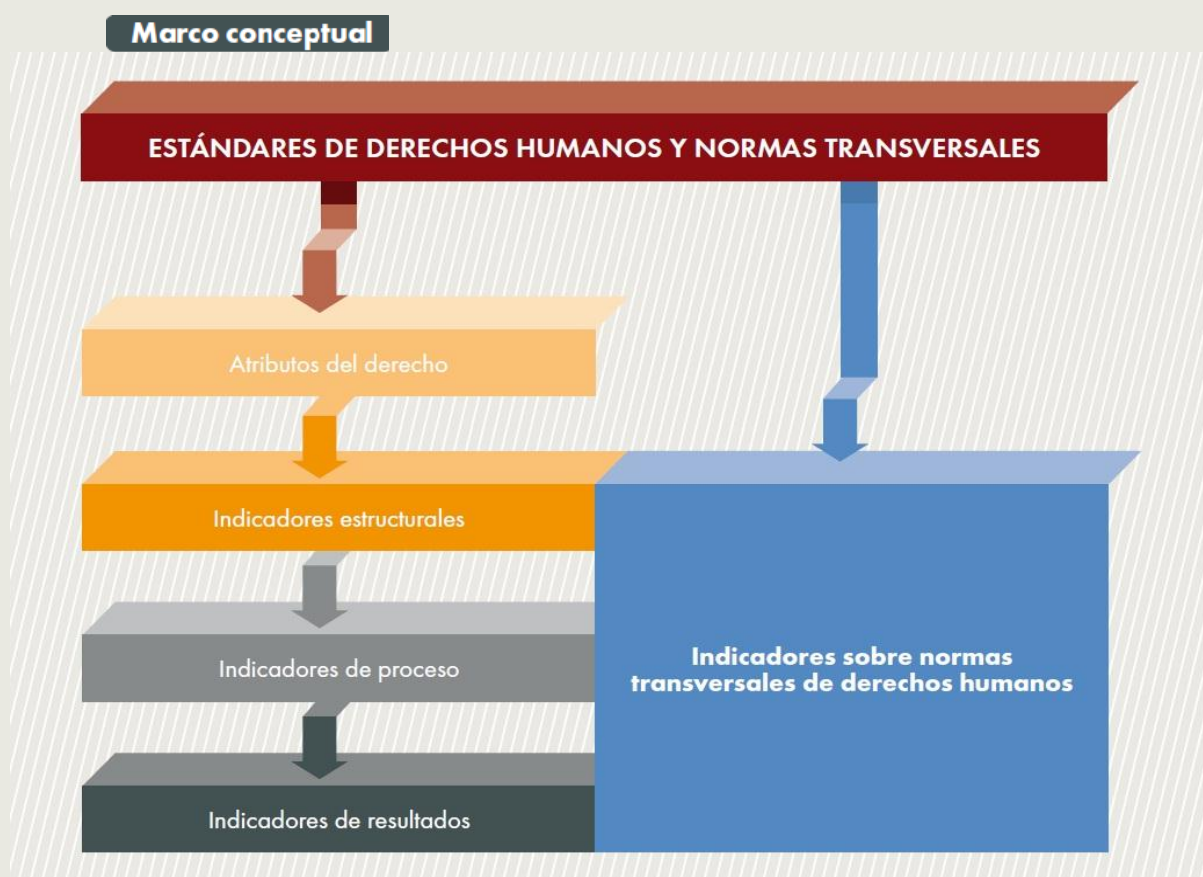 Marco conceptual
ESTÁNDARES DE DERECHOS HUMANOS Y NORMAS TRANSVERSALES
Atributos del derecho
Indicadores estructurales
Indicadores de proceso
Indicadores sobre normas
transversales de derechos humanos
Indicadores de resultados